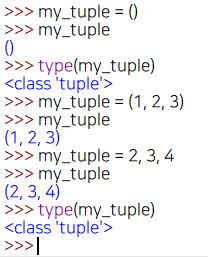 >>> my_tuple = ()
>>> my_tuple
()
>>> type(my_tuple)
<class 'tuple'>
>>> my_tuple = (1, 2, 3)
>>> my_tuple
(1, 2, 3)
>>> my_tuple = 2, 3, 4
>>> my_tuple
(2, 3, 4)
>>> type(my_tuple)
<class 'tuple'>
>>>